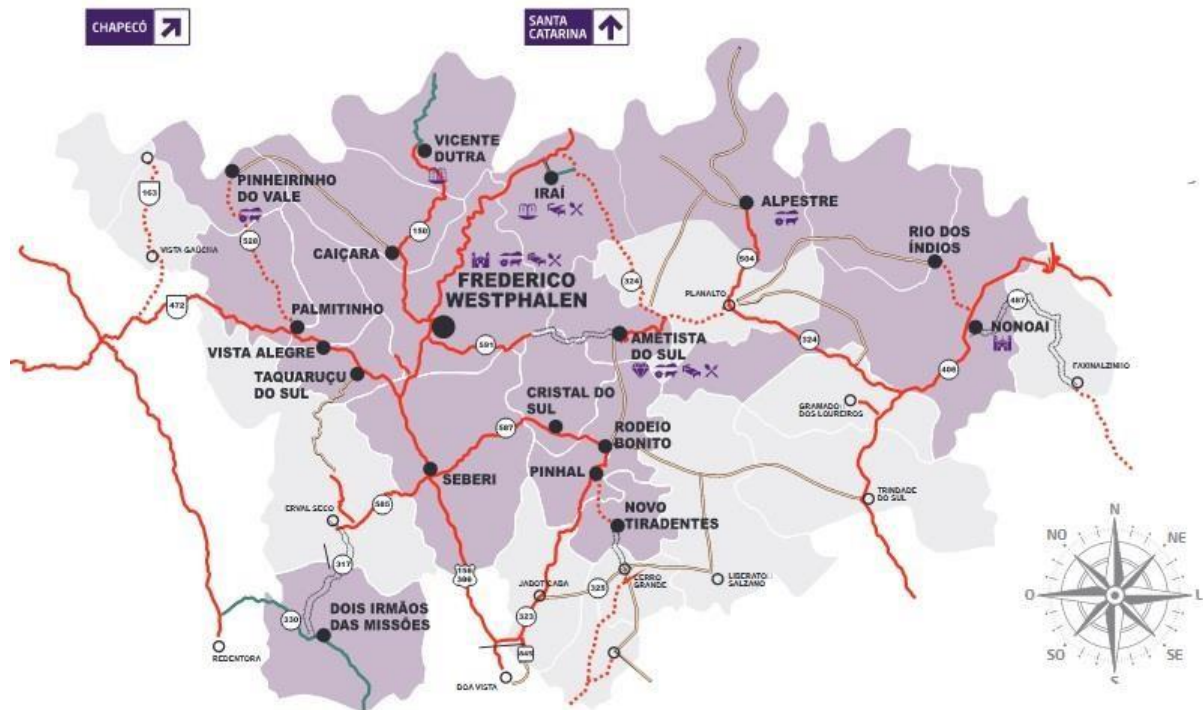 CHAPECÓ
SANTA
CATARINA
VICENTE
DUTRA
PINHEIRINHO
DO VALE
IRAÍ
ALPESTRE
163
150
528
VISTA GAÚCHA
CAIÇARA
RIO DOS
ÍNDIOS
504
FREDERICO
WESTPHALEN
324
PLANALTO
472
487
PALMITINHO
NONOAI
AMETISTA
DO SUL
591
324
VISTA ALEGRE
TAQUARUÇU
DO SUL
406
FAXINALZINHO
CRISTAL DO
SUL
GRAMADO
DOS LOUREIROS
587
RODEIO
BONITO
SEBERI
PINHAL
TRINDADE
DO SUL
585
NOVO
TIRADENTES
ERVAL SECO
317
158
386
CERRO
GRANDE
LIBERATO
SALZANO
JABOTICABA
325
DOIS IRMÃOS
DAS MISSÕES
330
323
REDENTORA
BOA VISTA
N
NO
NE
O
L
SO
SE
S